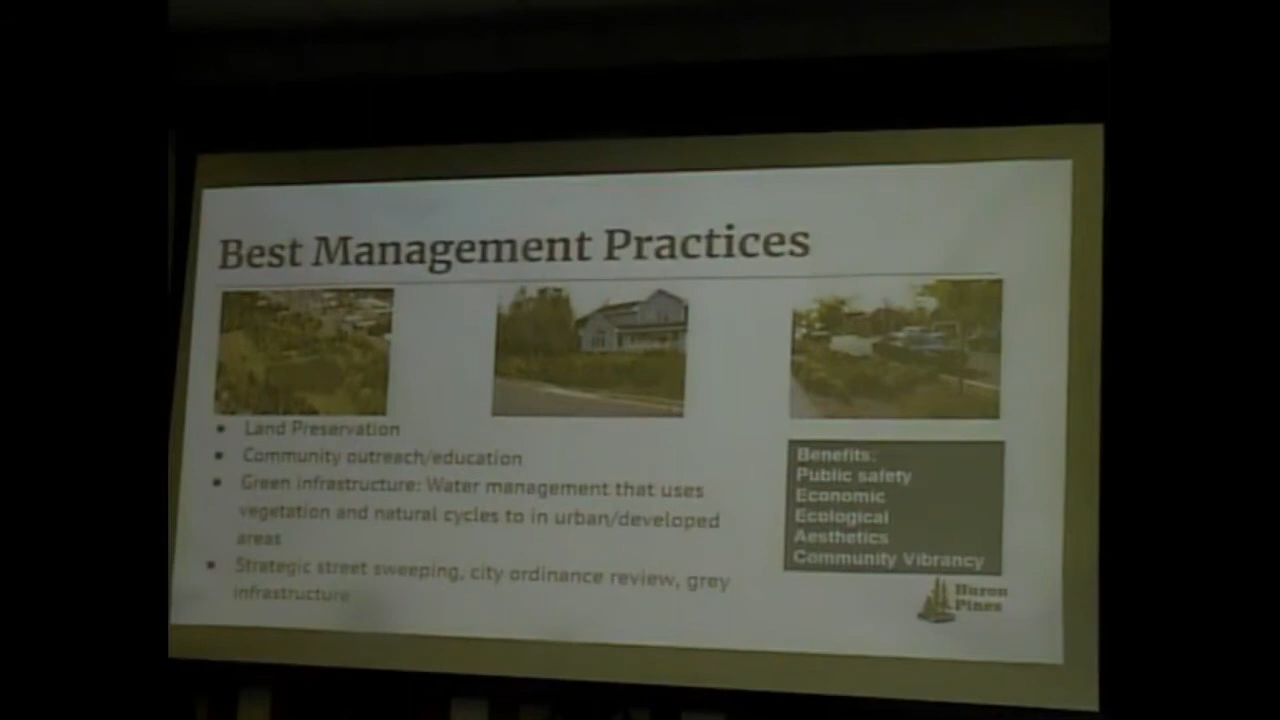 Best Management Practices
• Land Preservation
• Community outreach/education
• Green infrastructure: Water management that uses
vegetation and natural cycles to in urban/developed
areas
• Strategic street sweeping, city ordinance review, grey
infrastructure
Benefits:
Public safety
Economic
Ecological
Aesthetics
Community Vibrancy
Huron
Pines